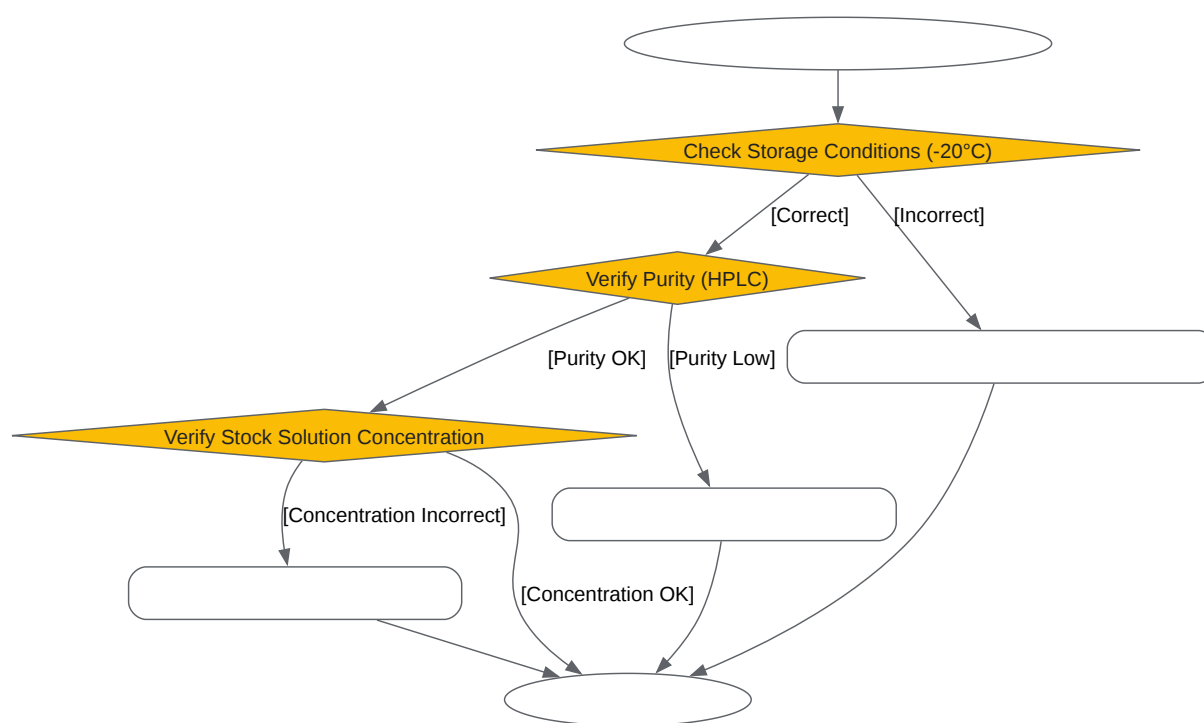 Check Storage Conditions (-20°C)
[Correct]
[Incorrect]
Verify Purity (HPLC)
[Purity OK]
[Purity Low]
Verify Stock Solution Concentration
[Concentration Incorrect]
[Concentration OK]